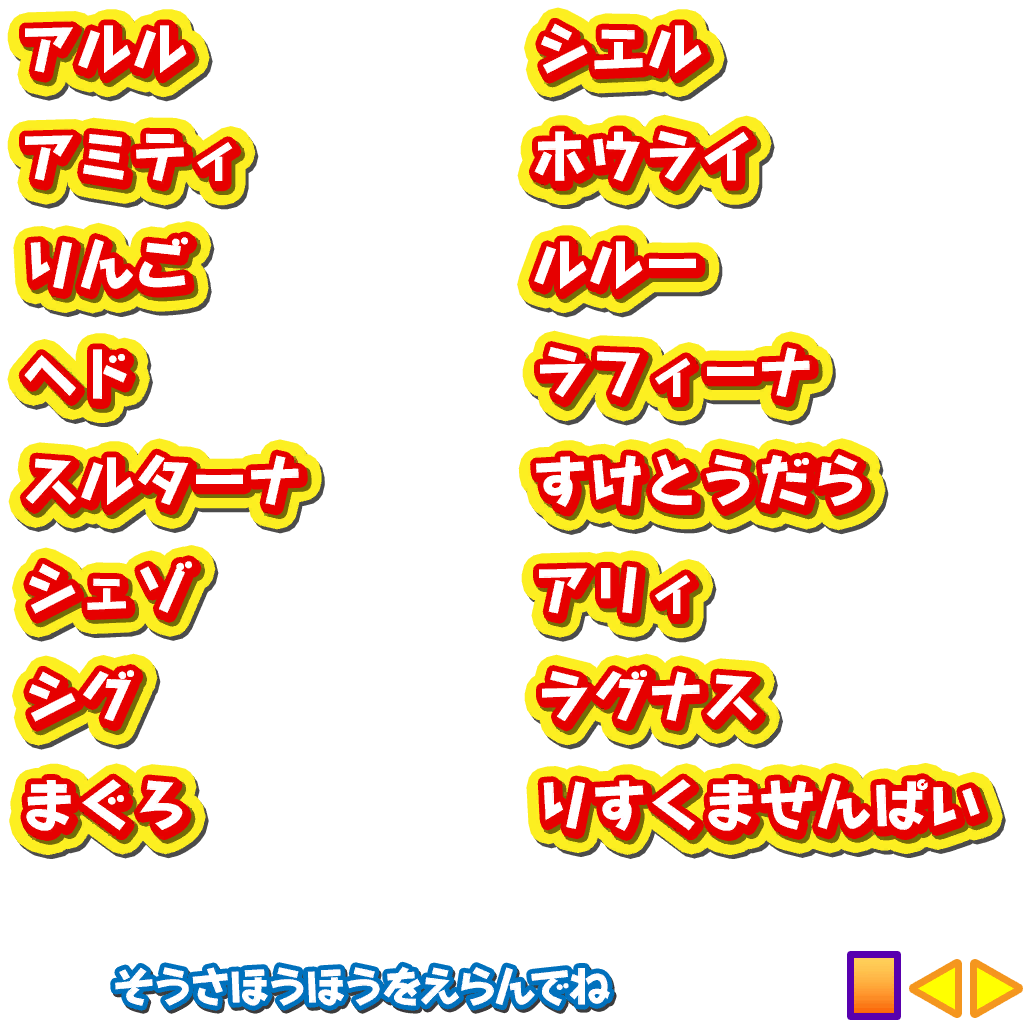 アルル
アミティ
りんご
ヘド
スルターナ
シェゾ
シグ
まぐろ
シエル
ホウライ
ルルー
ラフィーナ
すけとうだら
アリィ
ラグナス
りすくませんぱい
そうさほうほうをえらんでね